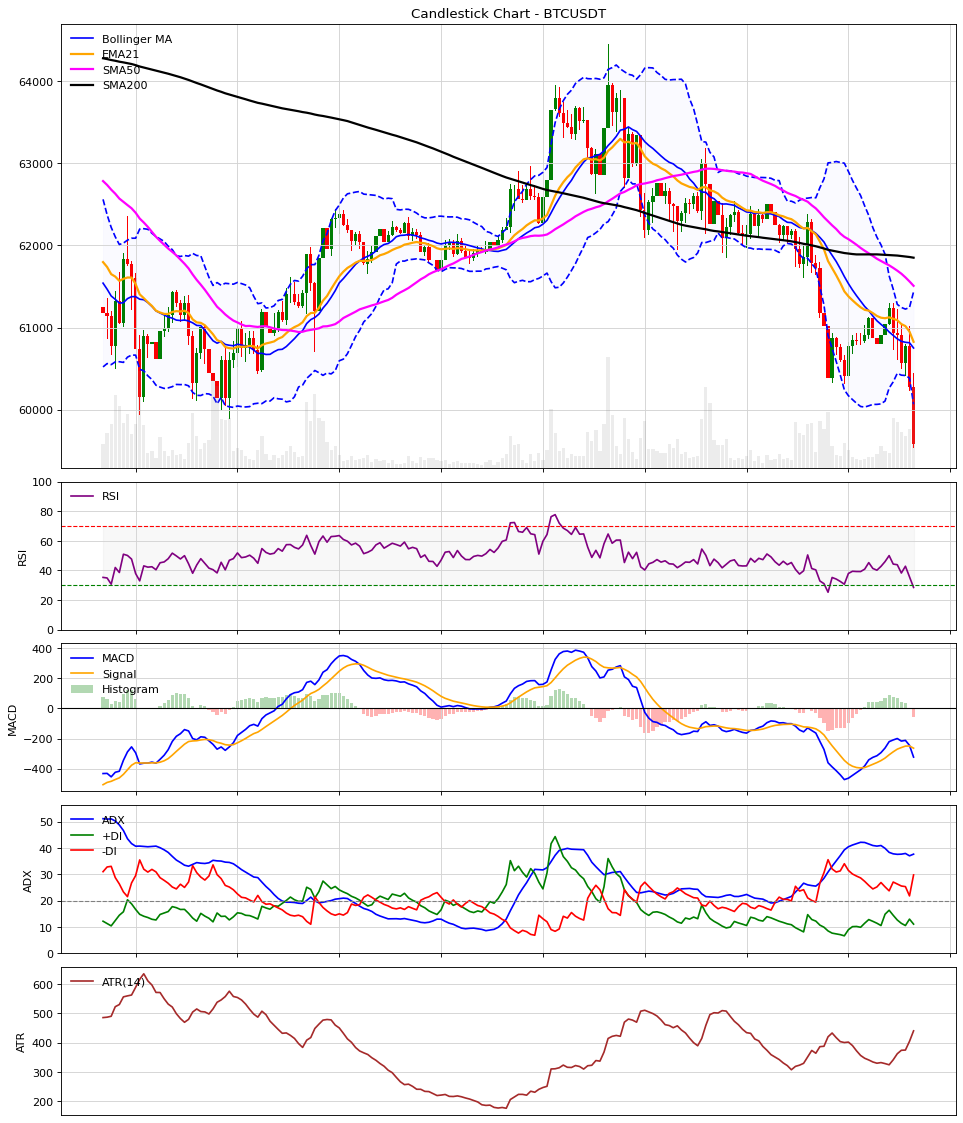 Candlestick Chart - BTCUSDT
Bollinger MA
EMA21
SMA50
SMA200
64000
63000
62000
61000
60000
RSI
100
80
60
40
20
0
RSI
MACD
Signal
Histogram
400
200
0
−200
−400
MACD
ADX
+DI
-DI
50
40
30
20
10
0
ADX
ATR(14)
600
500
400
300
200
ATR